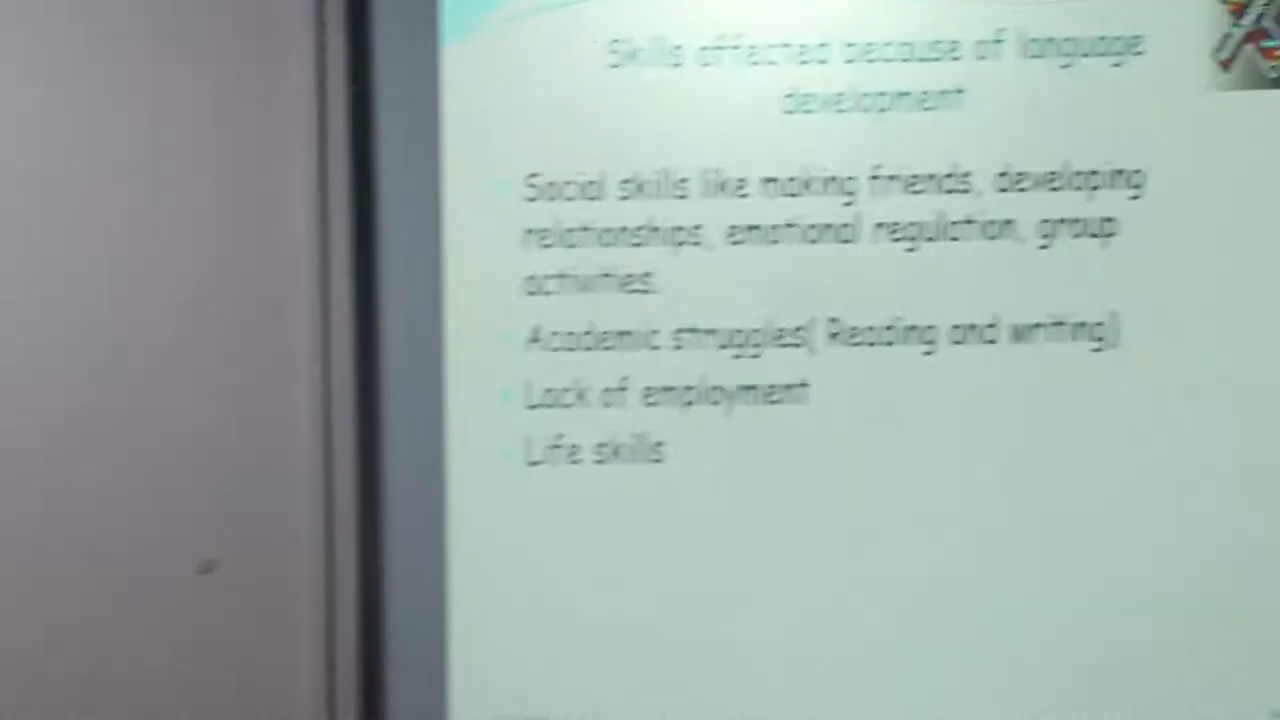 Skills affected because of language
development
Social skills like making friends, developing
relationships, emotional regulation, group
activities.
Academic struggles( Reading and writing)
Lack of employment
Life skills